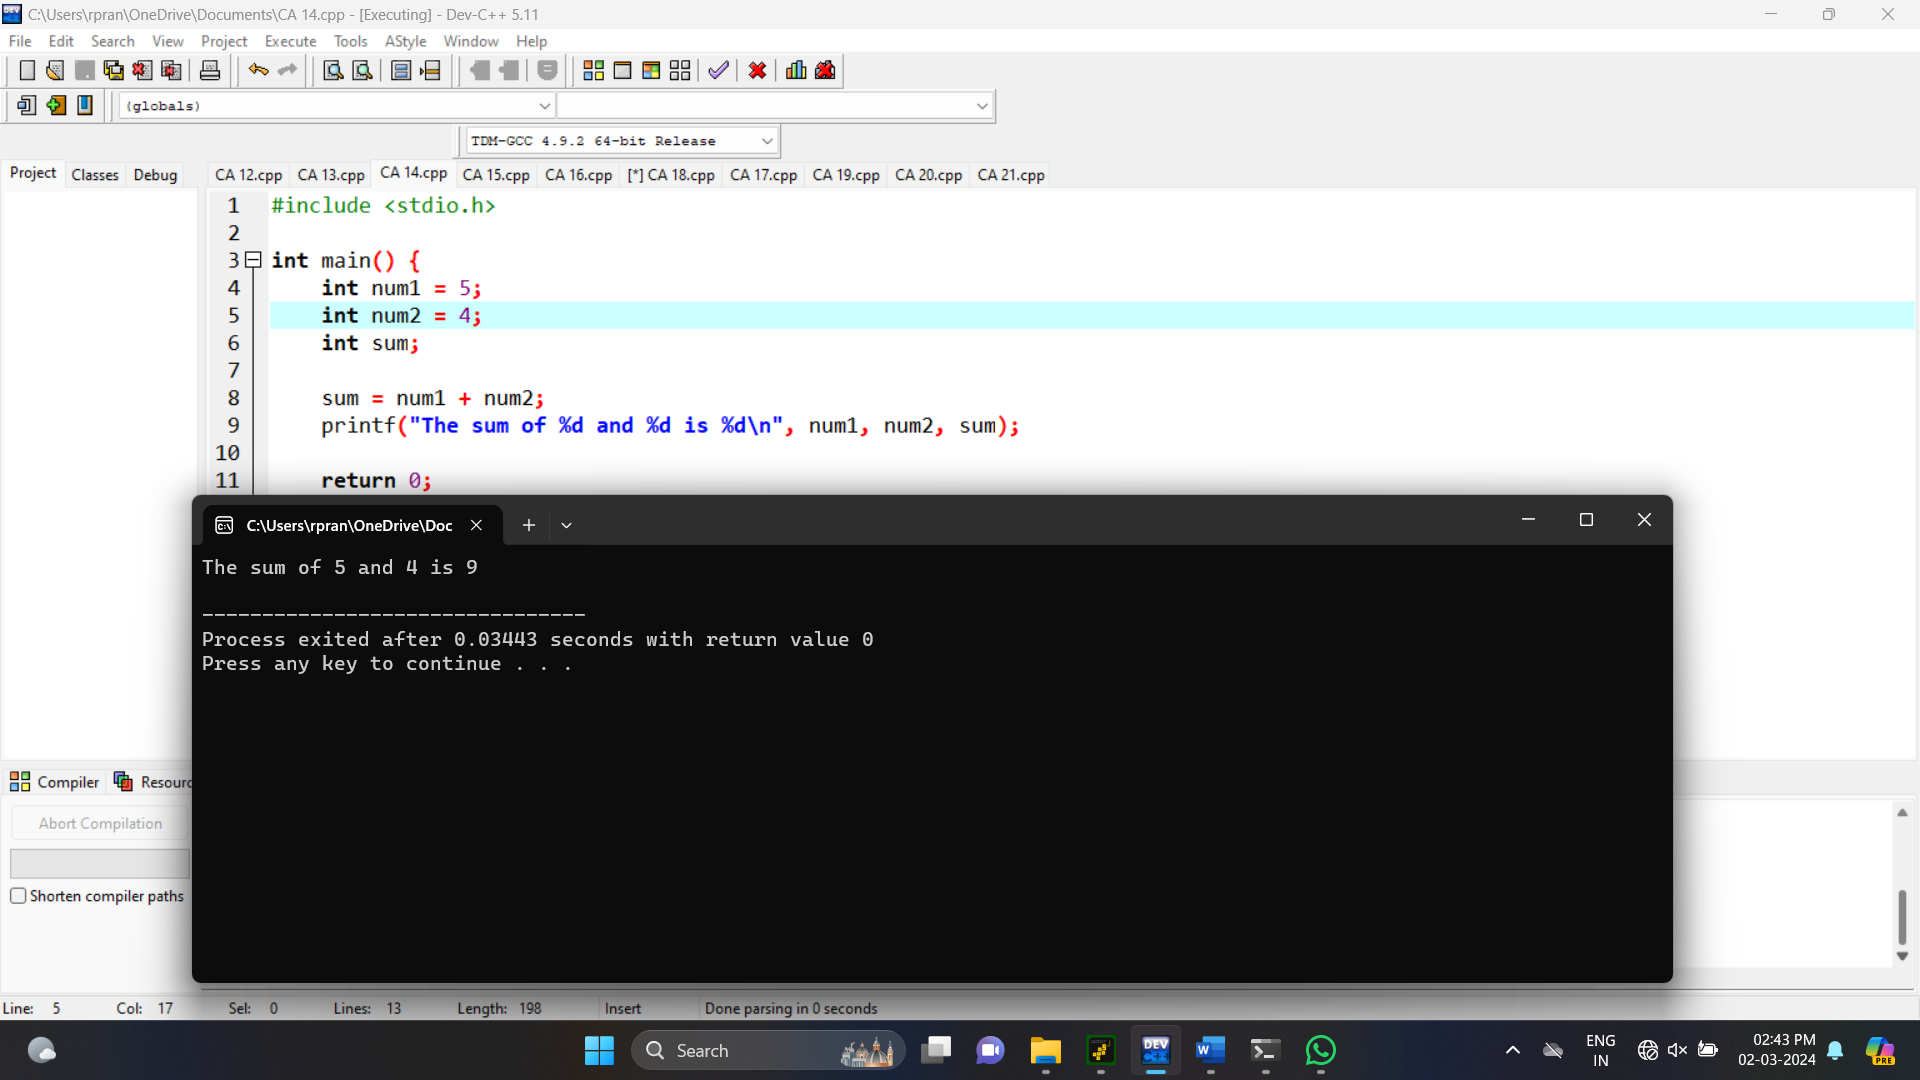 C:\Users\rpran\OneDrive\Documents\CA 14.cpp - [Executing] - Dev-C++ 5.11
File Edit Search View Project Execute Tools AStyle Window Help
(globals)
TDM-GCC 4.9.2 64-bit Release
Project Classes Debug
CA 12.cpp CA 13.cpp CA 14.cpp CA 15.cpp CA 16.cpp [*] CA 18.cpp CA 17.cpp CA 19.cpp CA 20.cpp CA 21.cpp
1 #include <stdio.h>
2
3 int main() {
4 int num1 = 5;
5 int num2 = 4;
6 int sum;
7
8 sum = num1 + num2;
9 printf("The sum of %d and %d is %d\n", num1, num2, sum);
10
11 return 0;
C:\Users\rpran\OneDrive\Doc
The sum of 5 and 4 is 9
--------------------------------
Process exited after 0.03443 seconds with return value 0
Press any key to continue . . .
Compiler Resourc
Abort Compilation
Shorten compiler paths
Line: 5 Col: 17 Sel: 0 Lines: 13 Length: 198 Insert Done parsing in 0 seconds
Search
DEV
W
ENG
IN
02:43 PM
02-03-2024
PRE